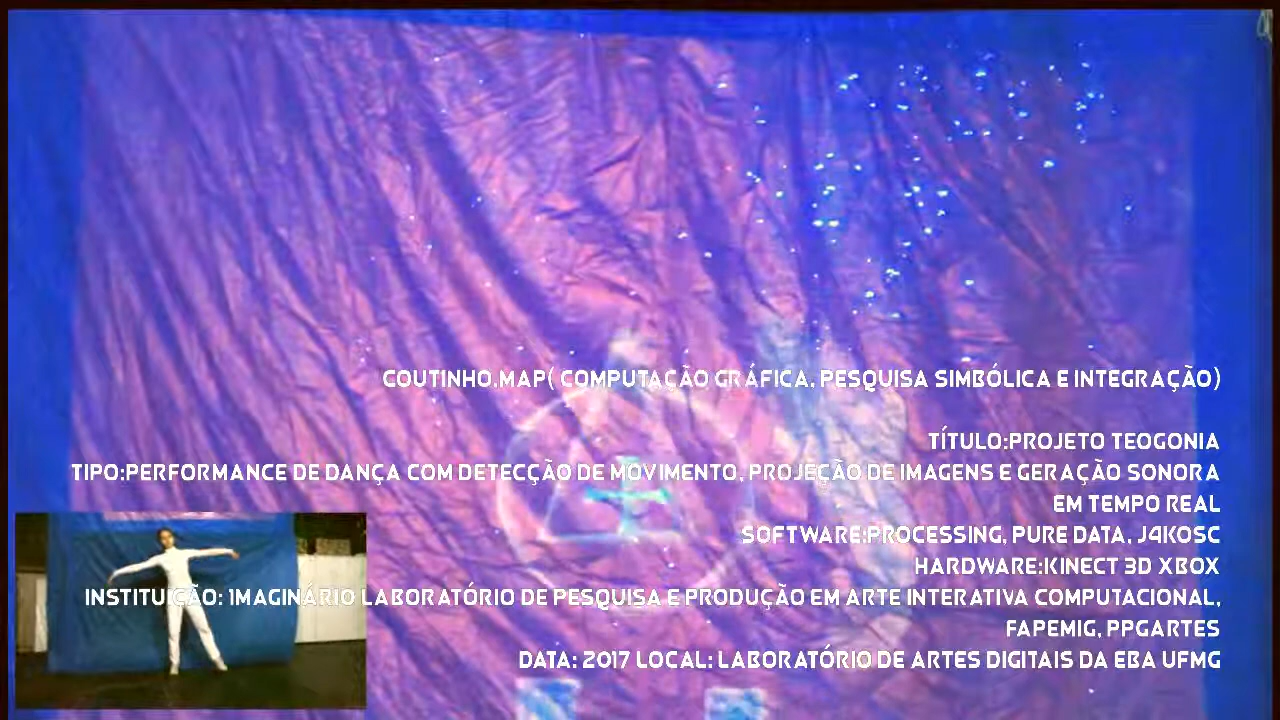 COUTINHO.MAP( COMPUTAÇÃO GRÁFICA, PESQUISA SIMBÓLICA E INTEGRAÇÃO)
TÍTULO:PROJETO TEOGONIA
TIPO:PERFORMANCE DE DANÇA COM DETECÇÃO DE MOVIMENTO, PROJEÇÃO DE IMAGENS E GERAÇÃO SONORA
EM TEMPO REAL
SOFTWARE:PROCESSING, PURE DATA, J4KOSC
HARDWARE:KINECT 3D XBOX
INSTITUIÇÃO: 1MAGINÁRIO LABORATÓRIO DE PESQUISA E PRODUÇÃO EM ARTE INTERATIVA COMPUTACIONAL,
FAPEMIG, PPGARTES
DATA: 2017 LOCAL: LABORATÓRIO DE ARTES DIGITAIS DA EBA UFMG